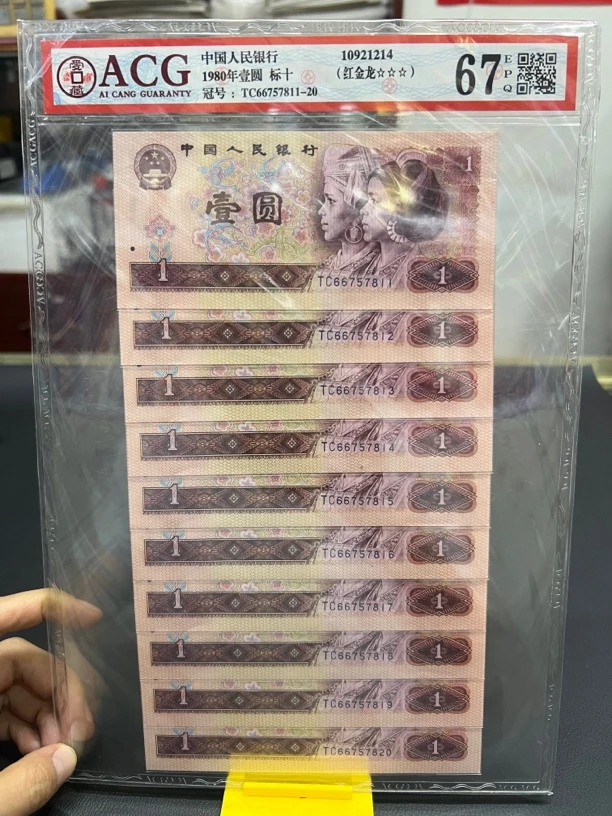 爱藏
ACG
AI CANG GUARANTY
中国人民银行
1980年壹圆 标十
冠号：TC66757811-20
10921214
（红金龙☆☆☆）
67
EPQ
中国人民银行
1
壹圆
1 TC66757811 1
1 TC66757812 1
1 TC66757813 1
1 TC66757814 1
1 TC66757815 1
1 TC66757816 1
1 TC66757817 1
1 TC66757818 1
1 TC66757819 1
1 TC66757820 1